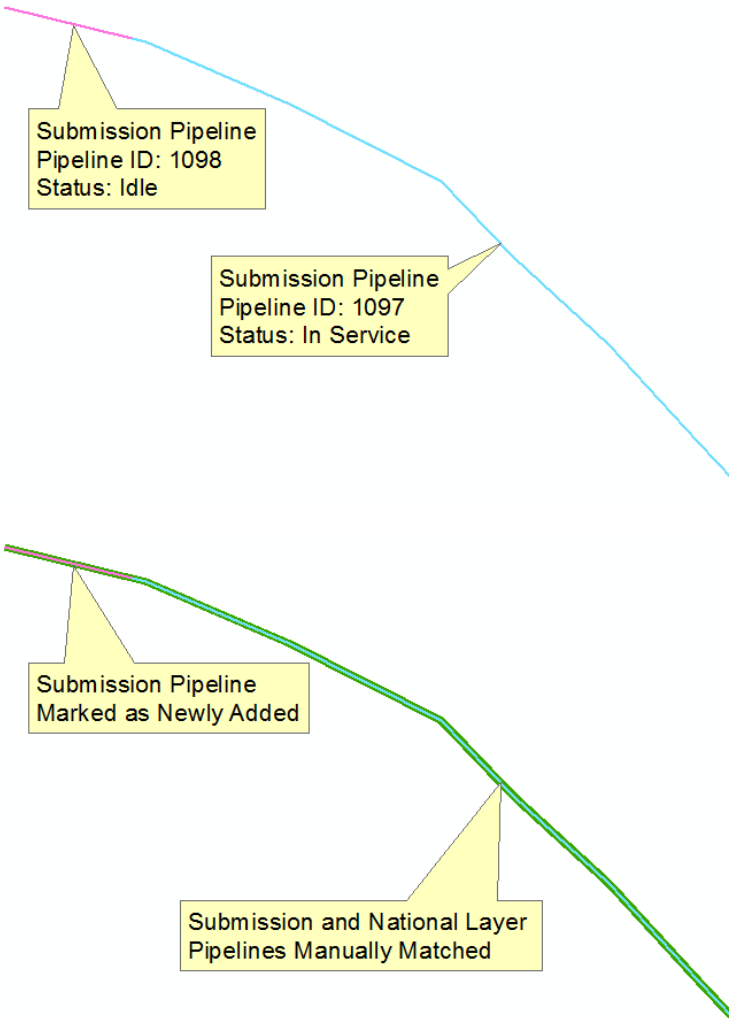 Submission Pipeline
Pipeline ID: 1098
Status: Idle
Submission Pipeline
Pipeline ID: 1097
Status: In Service
Submission Pipeline
Marked as Newly Added
Submission and National Layer
Pipelines Manually Matched